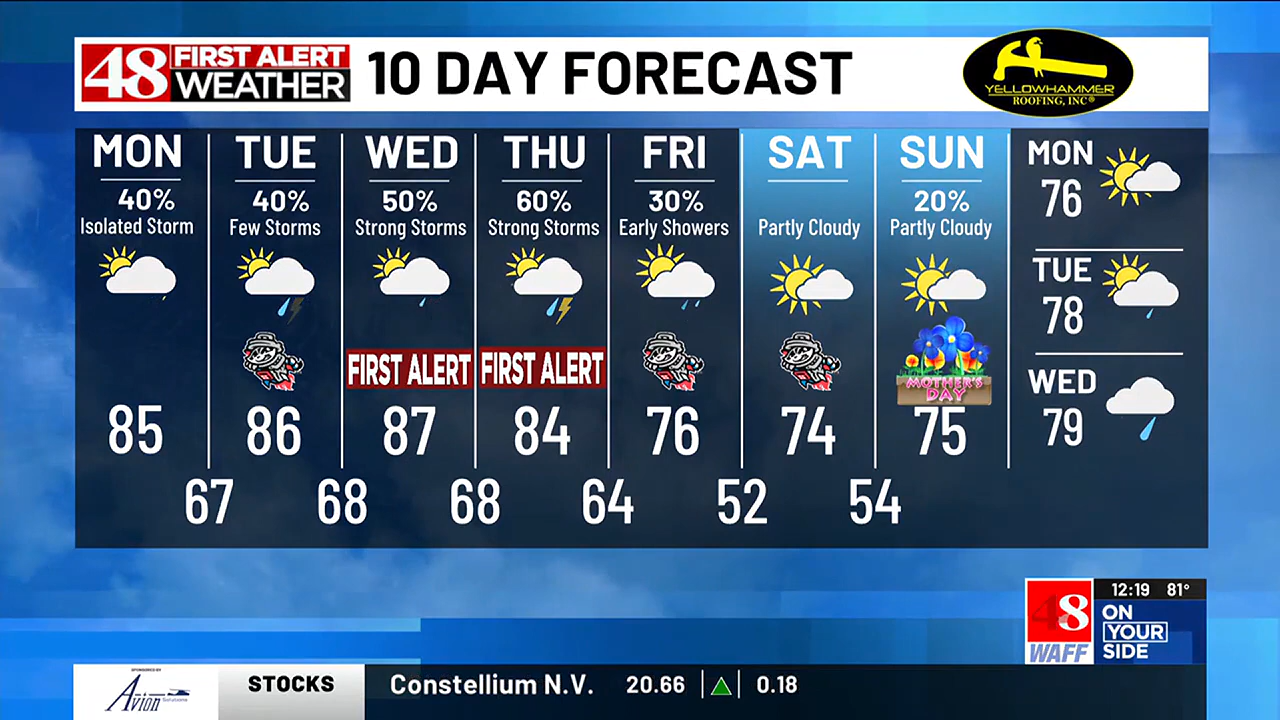 48 FIRST ALERT WEATHER
10 DAY FORECAST
YELLOWHAMMER
ROOFING, INC®
MON
40%
Isolated Storm
85
TUE
40%
Few Storms
86
WED
50%
Strong Storms
FIRST ALERT
87
THU
60%
Strong Storms
FIRST ALERT
84
FRI
30%
Early Showers
76
SAT
Partly Cloudy
74
SUN
20%
Partly Cloudy
MOTHER'S
DAY
75
MON
76
TUE
78
WED
79
67 68 68 64 52 54
12:19 81°
48
WAFF
ON
YOUR
SIDE
SPONSORED BY
Avion
Solutions
STOCKS
Constellium N.V. 20.66 0.18